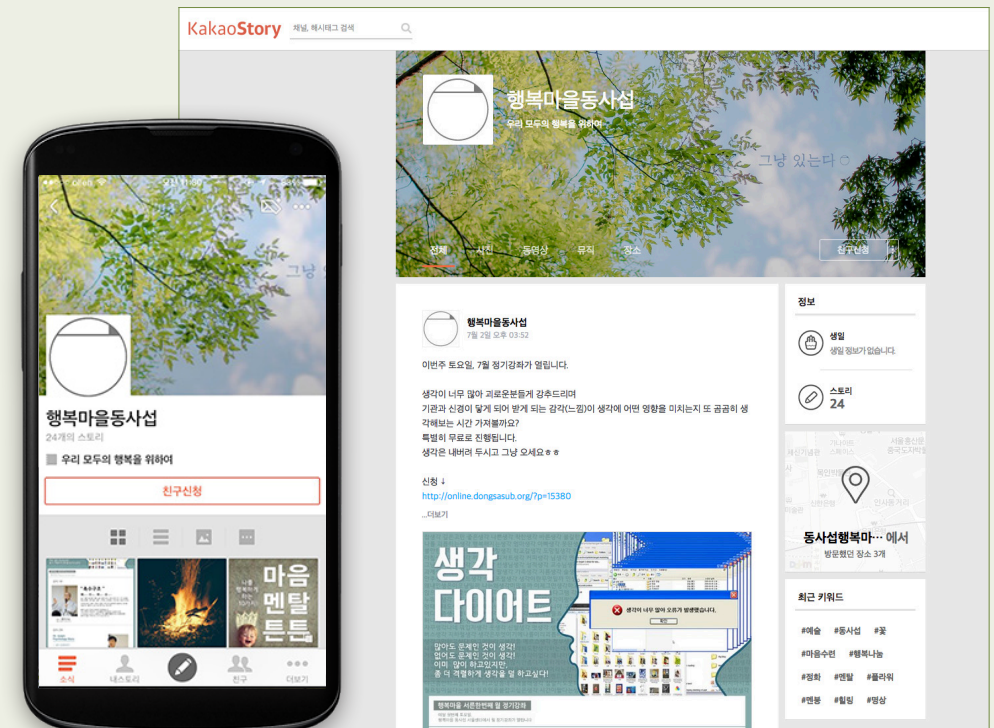 KakaoStory
채널, 해시태그 검색
행복마을동사섭
우리 모두의 행복을 위하여
그냥 있는다
전체 사진 동영상 뮤직 장소
친구신청
행복마을동사섭
7월 2일 오후 03:52
이번주 토요일, 7월 정기강좌가 열립니다.
생각이 너무 많아 괴로운분들게 강추드리며
기관과 신경이 닿게 되어 받게 되는 감각(느낌)이 생각에 어떤 영향을 미치는지 또 곰곰히 생
각해보는 시간 가져볼까요?
특별히 무료로 진행됩니다.
생각은 내버려 두시고 그냥 오세요ㅎㅎ
신청 ↓
http://online.dongsasub.org/?p=15380
...더보기
생각
다이어트
생각이 너무 많아 오류가 발생했습니다.
확인
많아도 문제인 것이 생각!
없어도 문제인 것이 생각!
이미 많이 하고있지만,
좀 더 격렬하게 생각을 덜 하고싶다!
행복마을 서른한번째 월 정기강좌
정보
생일
생일 정보가 없습니다.
스토리
24
동사섭행복마··· 에서
방문했던 장소 3개
최근 키워드
#예술 #동사섭 #꽃
#마음수련 #행복나눔
#정화 #멘탈 #플라워
#멘붕 #힐링 #명상
오전 11:30
그냥
행복마을동사섭
24개의 스토리
우리 모두의 행복을 위하여
친구신청
나를
행복하게
하는
마음
멘탈
튼튼
소식 내스토리 친구 더보기